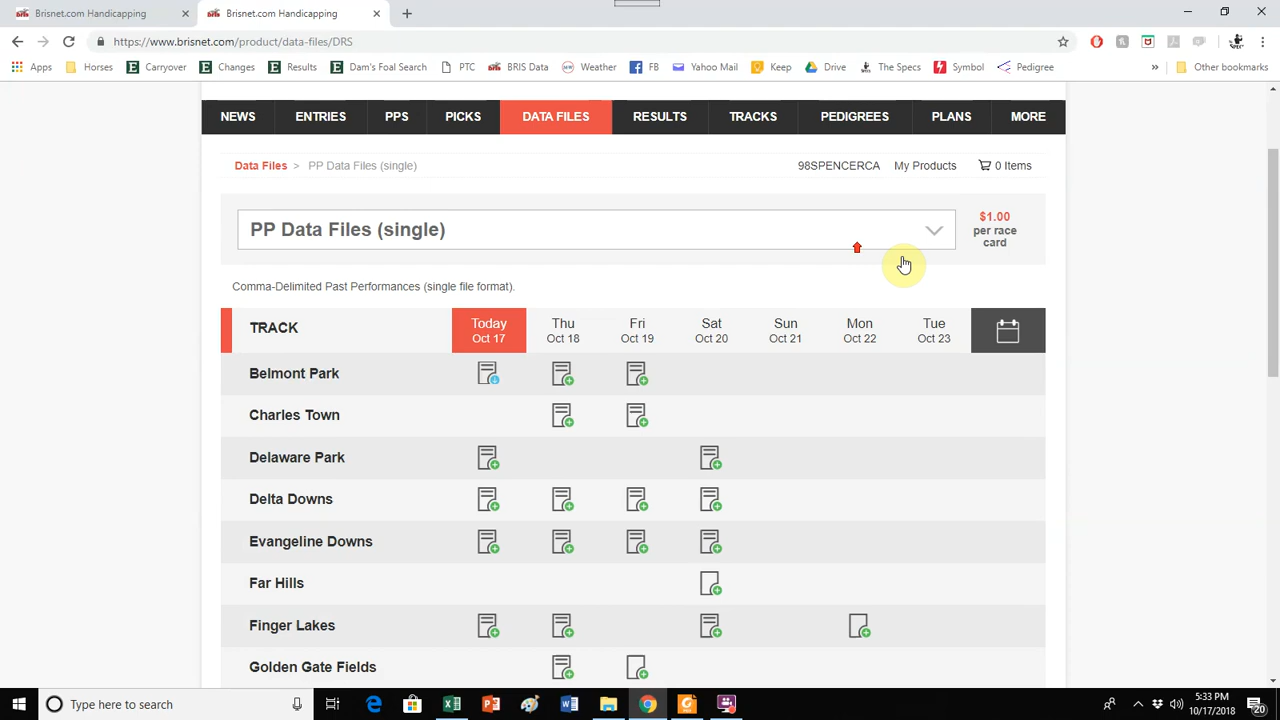 Brisnet.com Handicapping
Brisnet.com Handicapping
https://www.brisnet.com/product/data-files/DRS
Apps Horses Carryover Changes Results Dam's Foal Search PTC BRIS Data Weather FB Yahoo Mail Keep Drive The Specs Symbol Pedigree » Other bookmarks
NEWS ENTRIES PPS PICKS DATA FILES RESULTS TRACKS PEDIGREES PLANS MORE
Data Files > PP Data Files (single) 98SPENCERCA My Products 0 Items
PP Data Files (single)
$1.00
per race
card
Comma-Delimited Past Performances (single file format).
TRACK Today Thu Fri Sat Sun Mon Tue
Oct 17 Oct 18 Oct 19 Oct 20 Oct 21 Oct 22 Oct 23
Belmont Park
Charles Town
Delaware Park
Delta Downs
Evangeline Downs
Far Hills
Finger Lakes
Golden Gate Fields
Type here to search
5:33 PM
10/17/2018
20